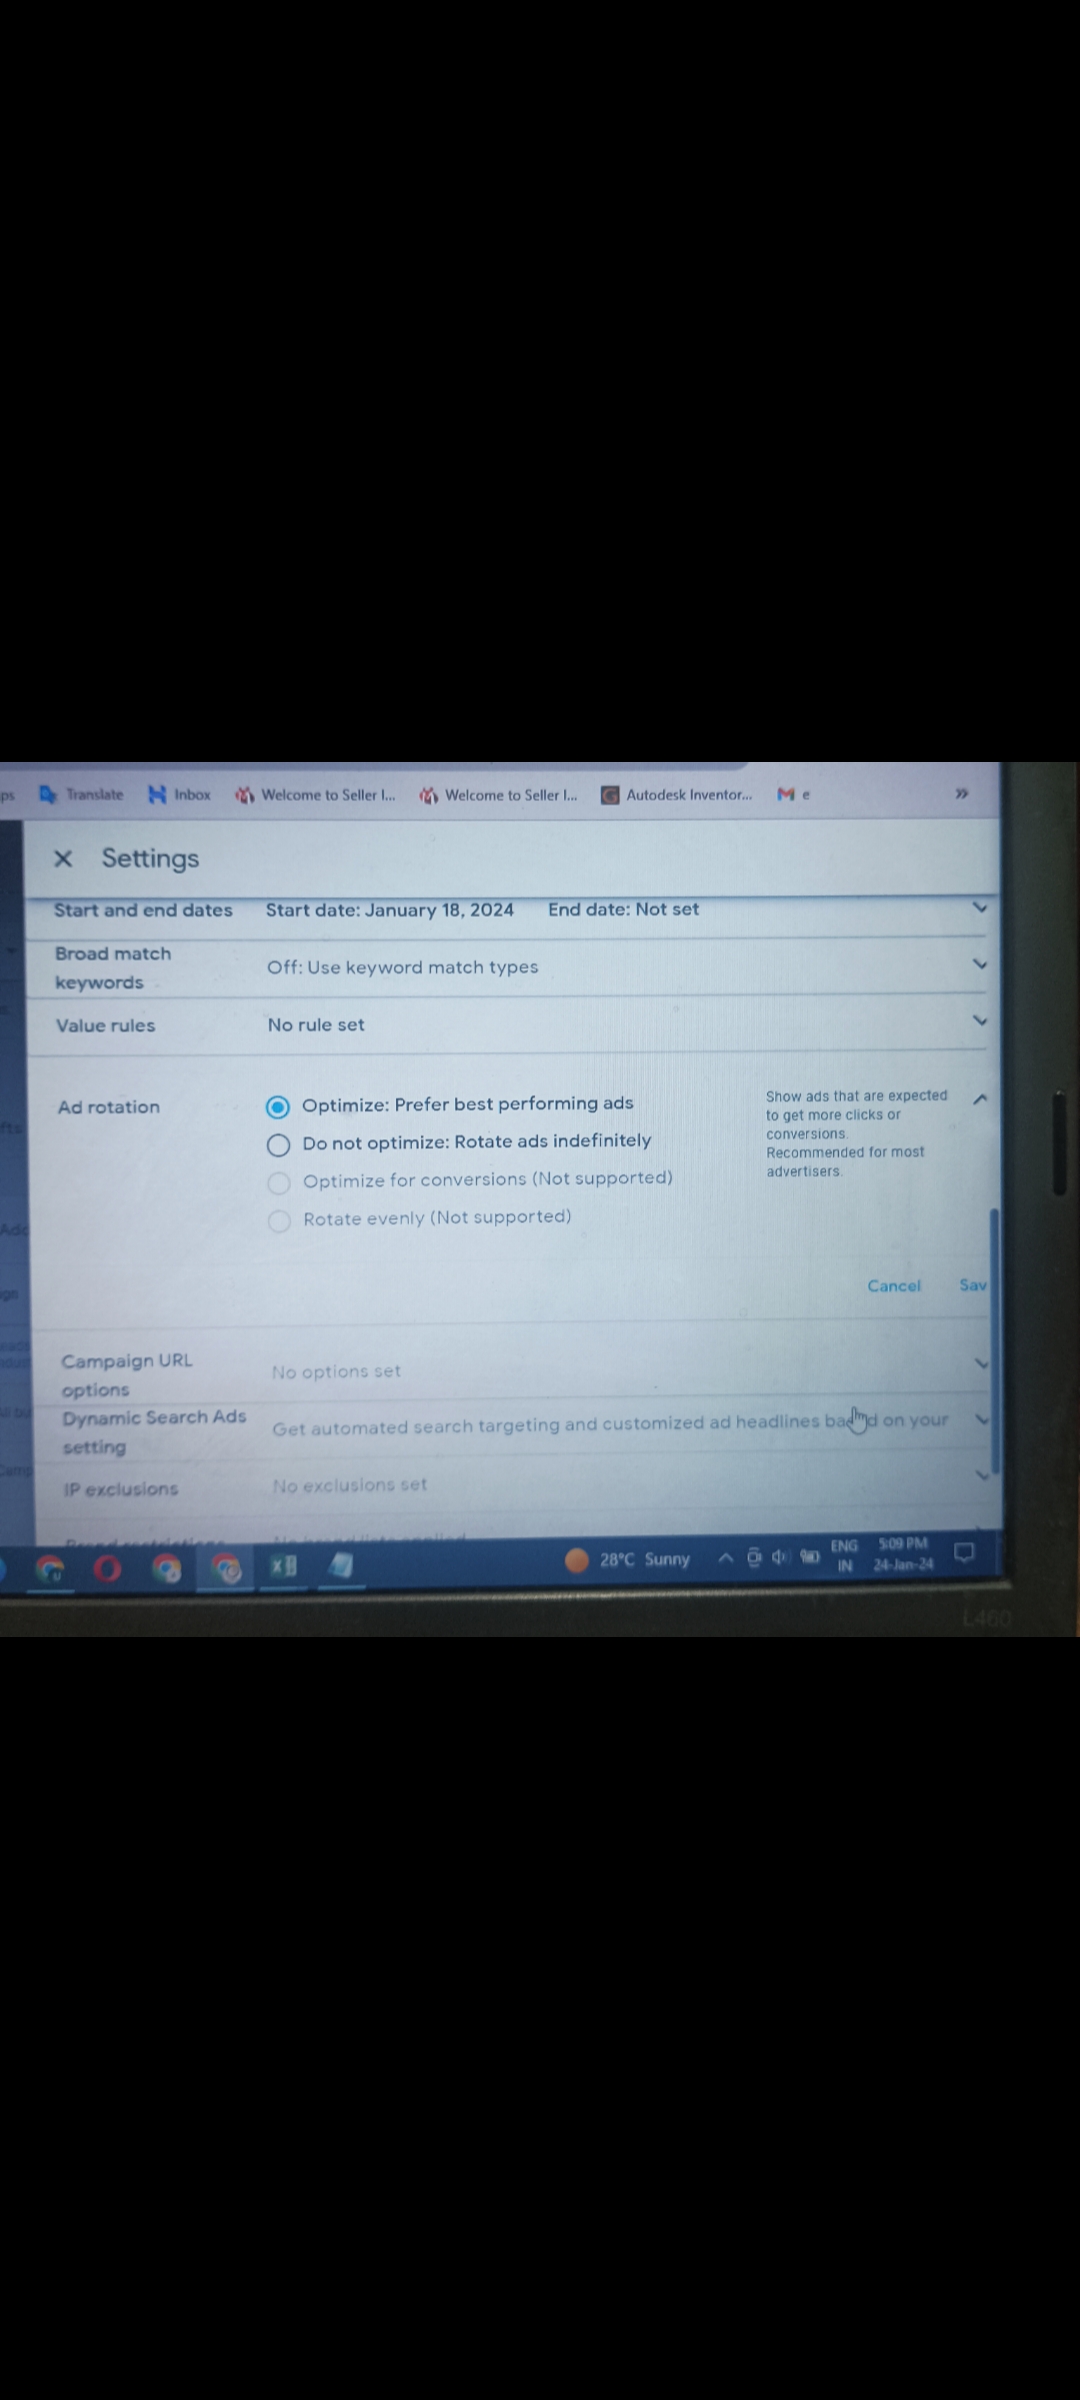 ps Translate Inbox Welcome to Seller I... Welcome to Seller I... Autodesk Inventor... e »
X Settings
Start and end dates Start date: January 18, 2024 End date: Not set
Broad match
keywords
Off: Use keyword match types
Value rules No rule set
Ad rotation
Optimize: Prefer best performing ads
Do not optimize: Rotate ads indefinitely
Optimize for conversions (Not supported)
Rotate evenly (Not supported)
Show ads that are expected
to get more clicks or
conversions.
Recommended for most
advertisers.
Cancel Sav
Campaign URL
options
No options set
Dynamic Search Ads
setting
Get automated search targeting and customized ad headlines based on your
IP exclusions No exclusions set
28°C Sunny
ENG
IN
5:09 PM
24-Jan-24
L460